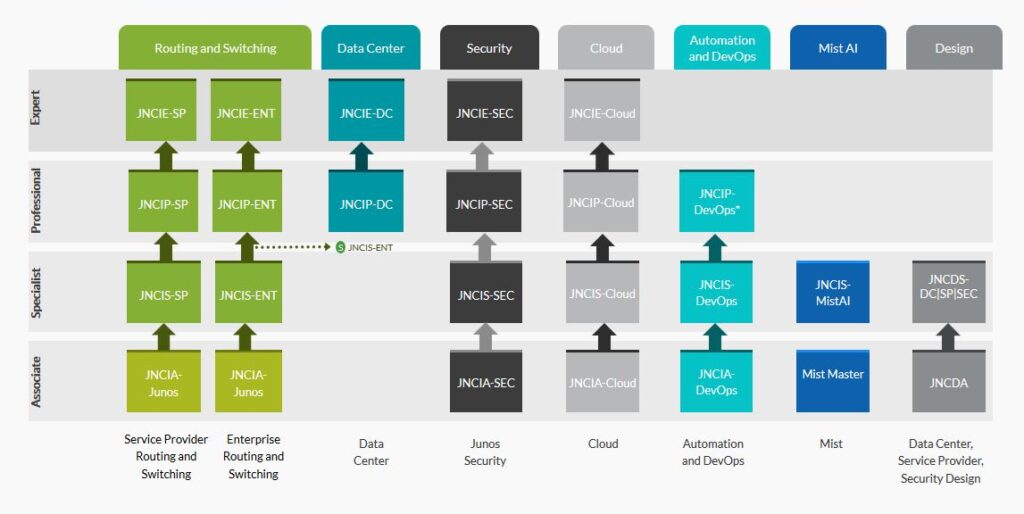 Routing and Switching
Data Center
Security
Cloud
Automation
and DevOps
Mist AI
Design
Expert
JNCIE-SP
JNCIE-ENT
JNCIE-DC
JNCIE-SEC
JNCIE-Cloud
Professional
JNCIP-SP
JNCIP-ENT
JNCIP-DC
JNCIP-SEC
JNCIP-Cloud
JNCIP-
DevOps*
S JNCIS-ENT
Specialist
JNCIS-SP
JNCIS-ENT
JNCIS-SEC
JNCIS-Cloud
JNCIS-
DevOps
JNCIS-
MistAI
JNCDS-
DC|SP|SEC
Associate
JNCIA-
Junos
JNCIA-
Junos
JNCIA-SEC
JNCIA-Cloud
JNCIA-
DevOps
Mist Master
JNCDA
Service Provider
Routing and
Switching
Enterprise
Routing and
Switching
Data
Center
Junos
Security
Cloud
Automation
and DevOps
Mist
Data Center,
Service Provider,
Security Design